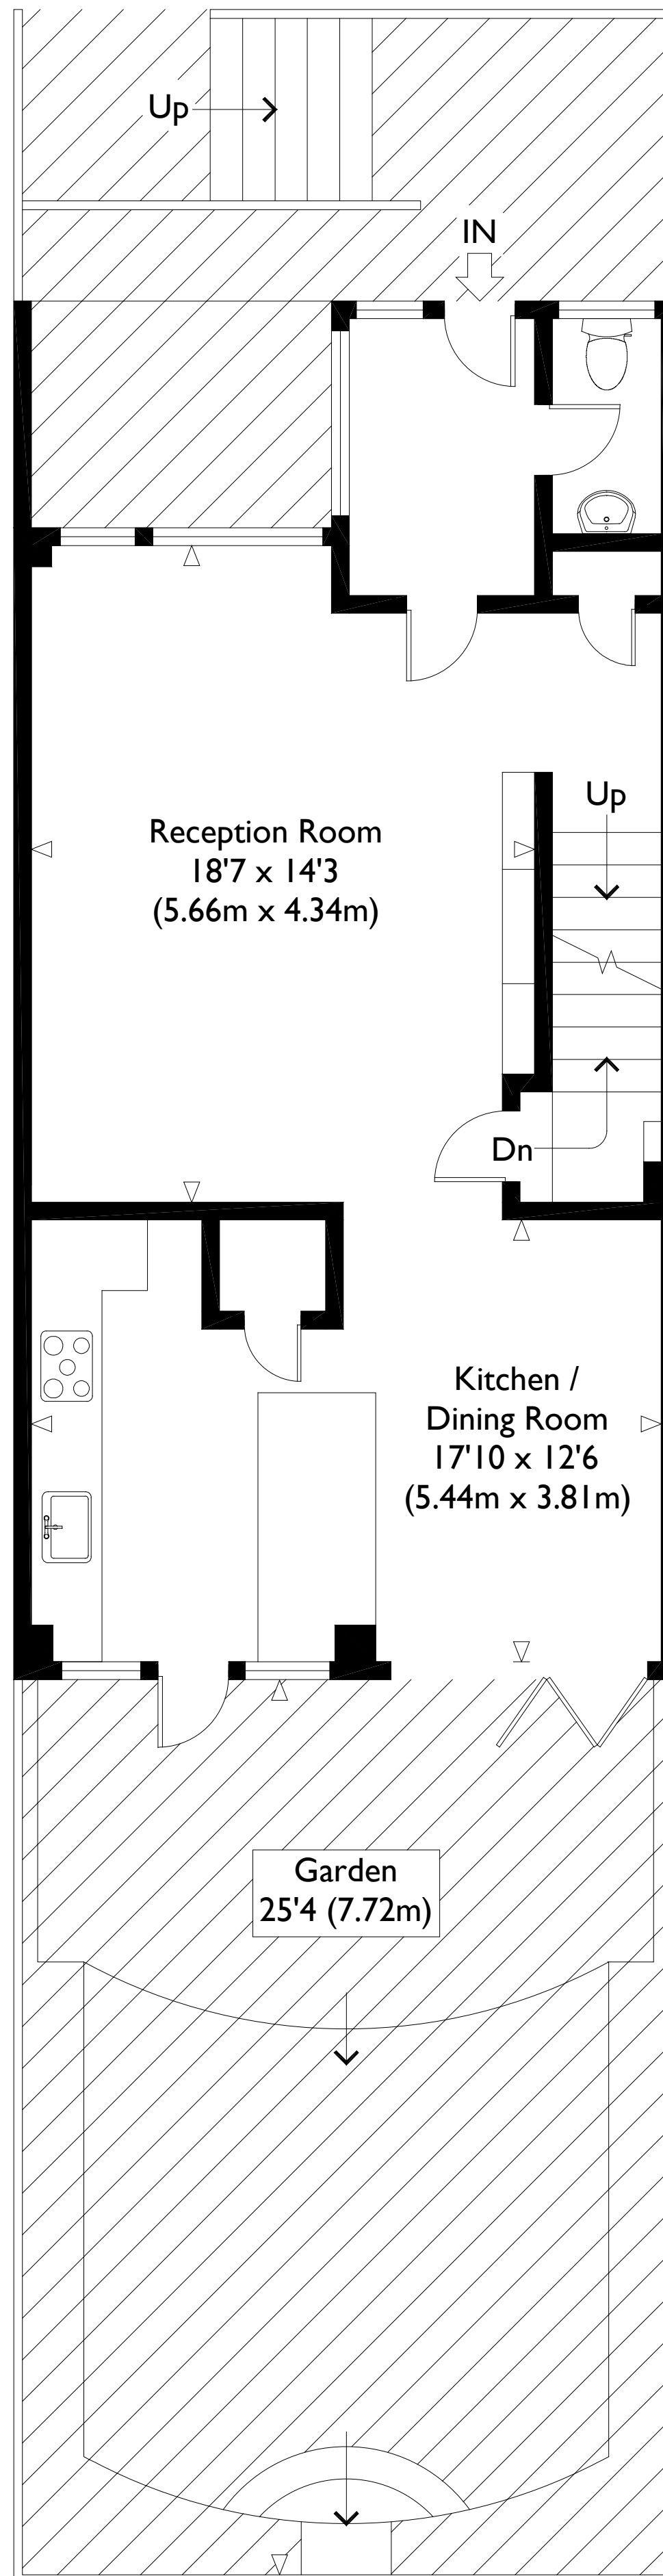 Up
IN
Up
Reception Room
18'7 x 14'3
(5.66m x 4.34m)
Dn
Kitchen /
Dining Room
17'10 x 12'6
(5.44m x 3.81m)
Garden
25'4 (7.72m)